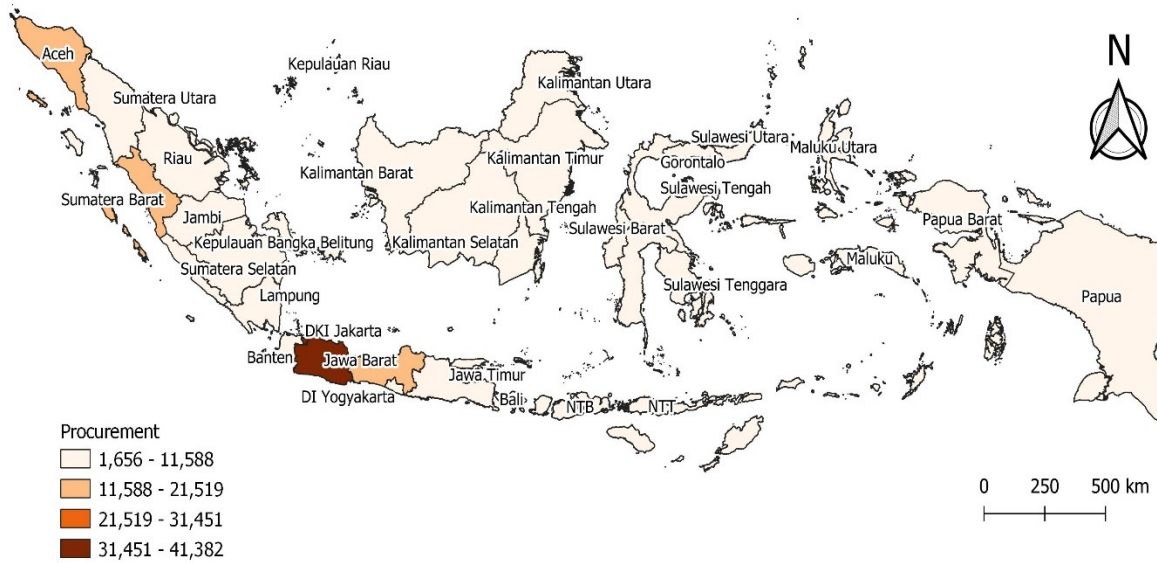 N
Aceh
Kepulauan Riau
Kalimantan Utara
Sumatera Utara
Sulawesi Utara
Maluku Utara
Riau
Kalimantan Timur
Gorontalo
Kalimantan Barat
Sulawesi Tengah
Sumatera Barat
Kalimantan Tengah
Jambi
Papua Barat
Sulawesi Barat
Kepulauan Bangka Belitung
Kalimantan Selatan
Maluku
Sumatera Selatan
Sulawesi Tenggara
Lampung
Papua
DKI Jakarta
Banten
Jawa Barat
Jawa Timur
DI Yogyakarta
Bali
NTB
NTT
Procurement
1,656 - 11,588
11,588 - 21,519
21,519 - 31,451
31,451 - 41,382
0 250 500 km